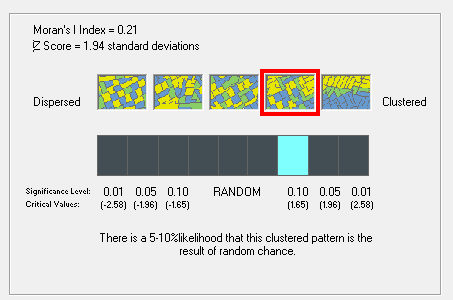 Moran's I Index = 0.21
Z Score = 1.94 standard deviations
Dispersed Clustered
Significance Level: 0.01 0.05 0.10 RANDOM 0.10 0.05 0.01
Critical Values: (-2.58) (-1.96) (-1.65) (1.65) (1.96) (2.58)
There is a 5-10%likelihood that this clustered pattern is the
result of random chance.